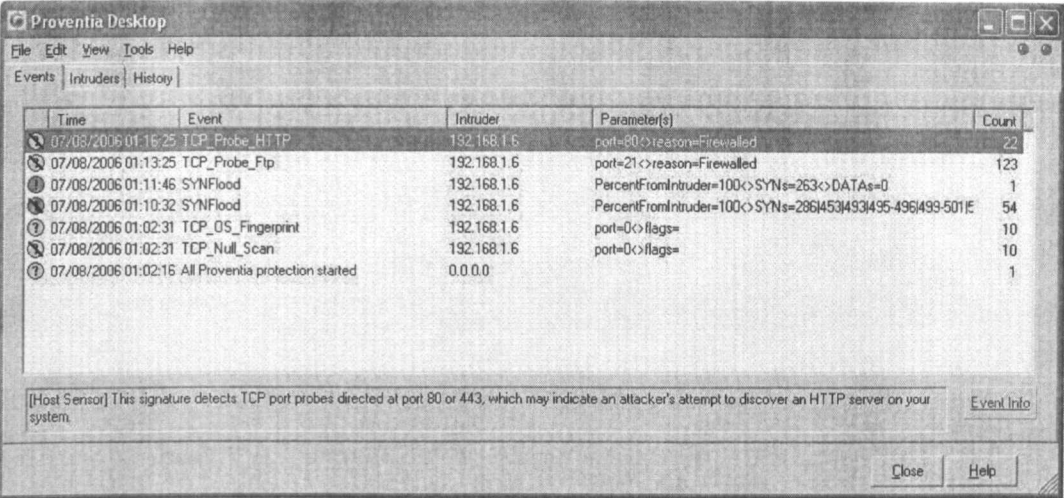 Proventia Desktop
File Edit View Tools Help
Events Intruders History
Time Event Intruder Parameter(s) Count
07/08/2006 01:16:25 TCP_Probe_HTTP 192.168.1.6 port=80<>reason=Firewalled 22
07/08/2006 01:13:25 TCP_Probe_Ftp 192.168.1.6 port=21<>reason=Firewalled 123
07/08/2006 01:11:46 SYNFlood 192.168.1.6 PercentFromIntruder=100<>SYNs=263<>DATAs=0 1
07/08/2006 01:10:32 SYNFlood 192.168.1.6 PercentFromIntruder=100<>SYNs=286|453|493|495-496|499-501|5 54
07/08/2006 01:02:31 TCP_OS_Fingerprint 192.168.1.6 port=0<>flags= 10
07/08/2006 01:02:31 TCP_Null_Scan 192.168.1.6 port=0<>flags= 10
07/08/2006 01:02:16 All Proventia protection started 0.0.0.0 1
[Host Sensor] This signature detects TCP port probes directed at port 80 or 443, which may indicate an attacker's attempt to discover an HTTP server on your
system.
Event Info
Close Help